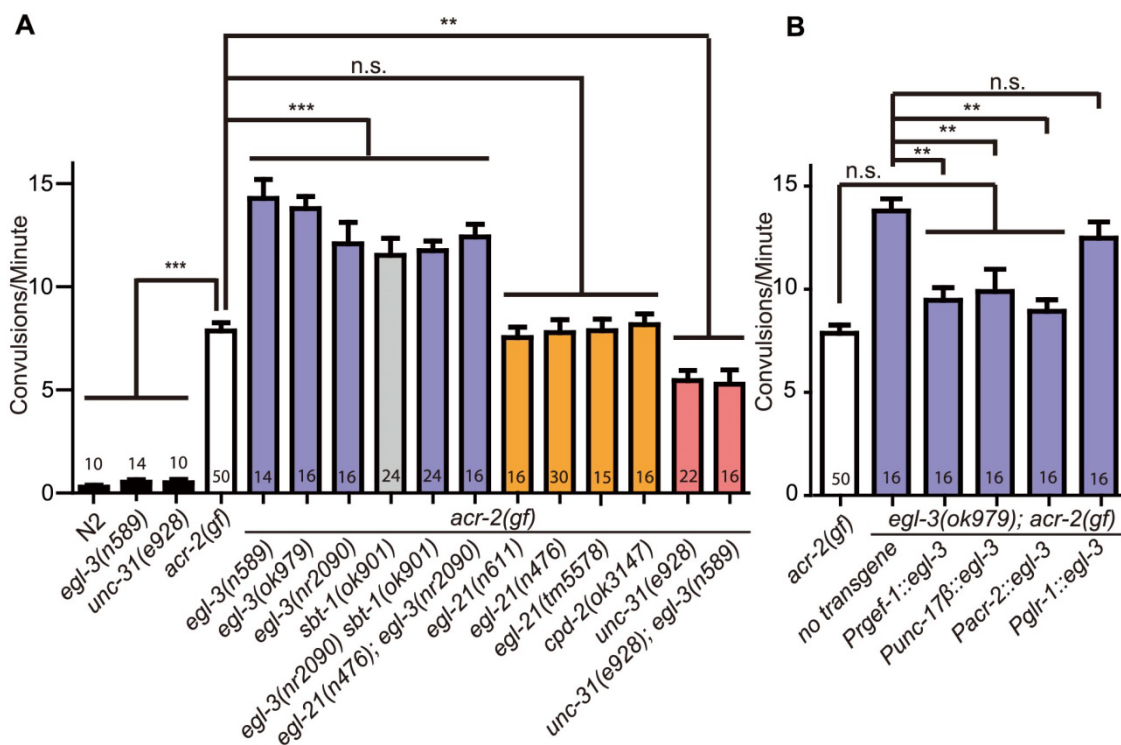 A
**
n.s.
***
***
Convulsions/Minute
15
10
5
0
10
14
10
50
14
16
16
24
24
16
16
30
15
16
22
16
N2
egl-3(n589)
unc-31(e928)
acr-2(gf)
acr-2(gf)
egl-3(n589)
egl-3(ok979)
egl-3(nr2090)
sbt-1(ok901)
egl-3(nr2090) sbt-1(ok901)
egl-21(n476); egl-3(nr2090)
egl-21(n611)
egl-21(n476)
egl-21(tm5578)
cpd-2(ok3147)
unc-31(e928)
unc-31(e928); egl-3(n589)
B
n.s.
**
**
**
n.s.
Convulsions/Minute
15
10
5
0
50
16
16
16
16
16
acr-2(gf)
egl-3(ok979); acr-2(gf)
no transgene
Prgef-1::egl-3
Punc-17β::egl-3
Pacr-2::egl-3
Pglr-1::egl-3